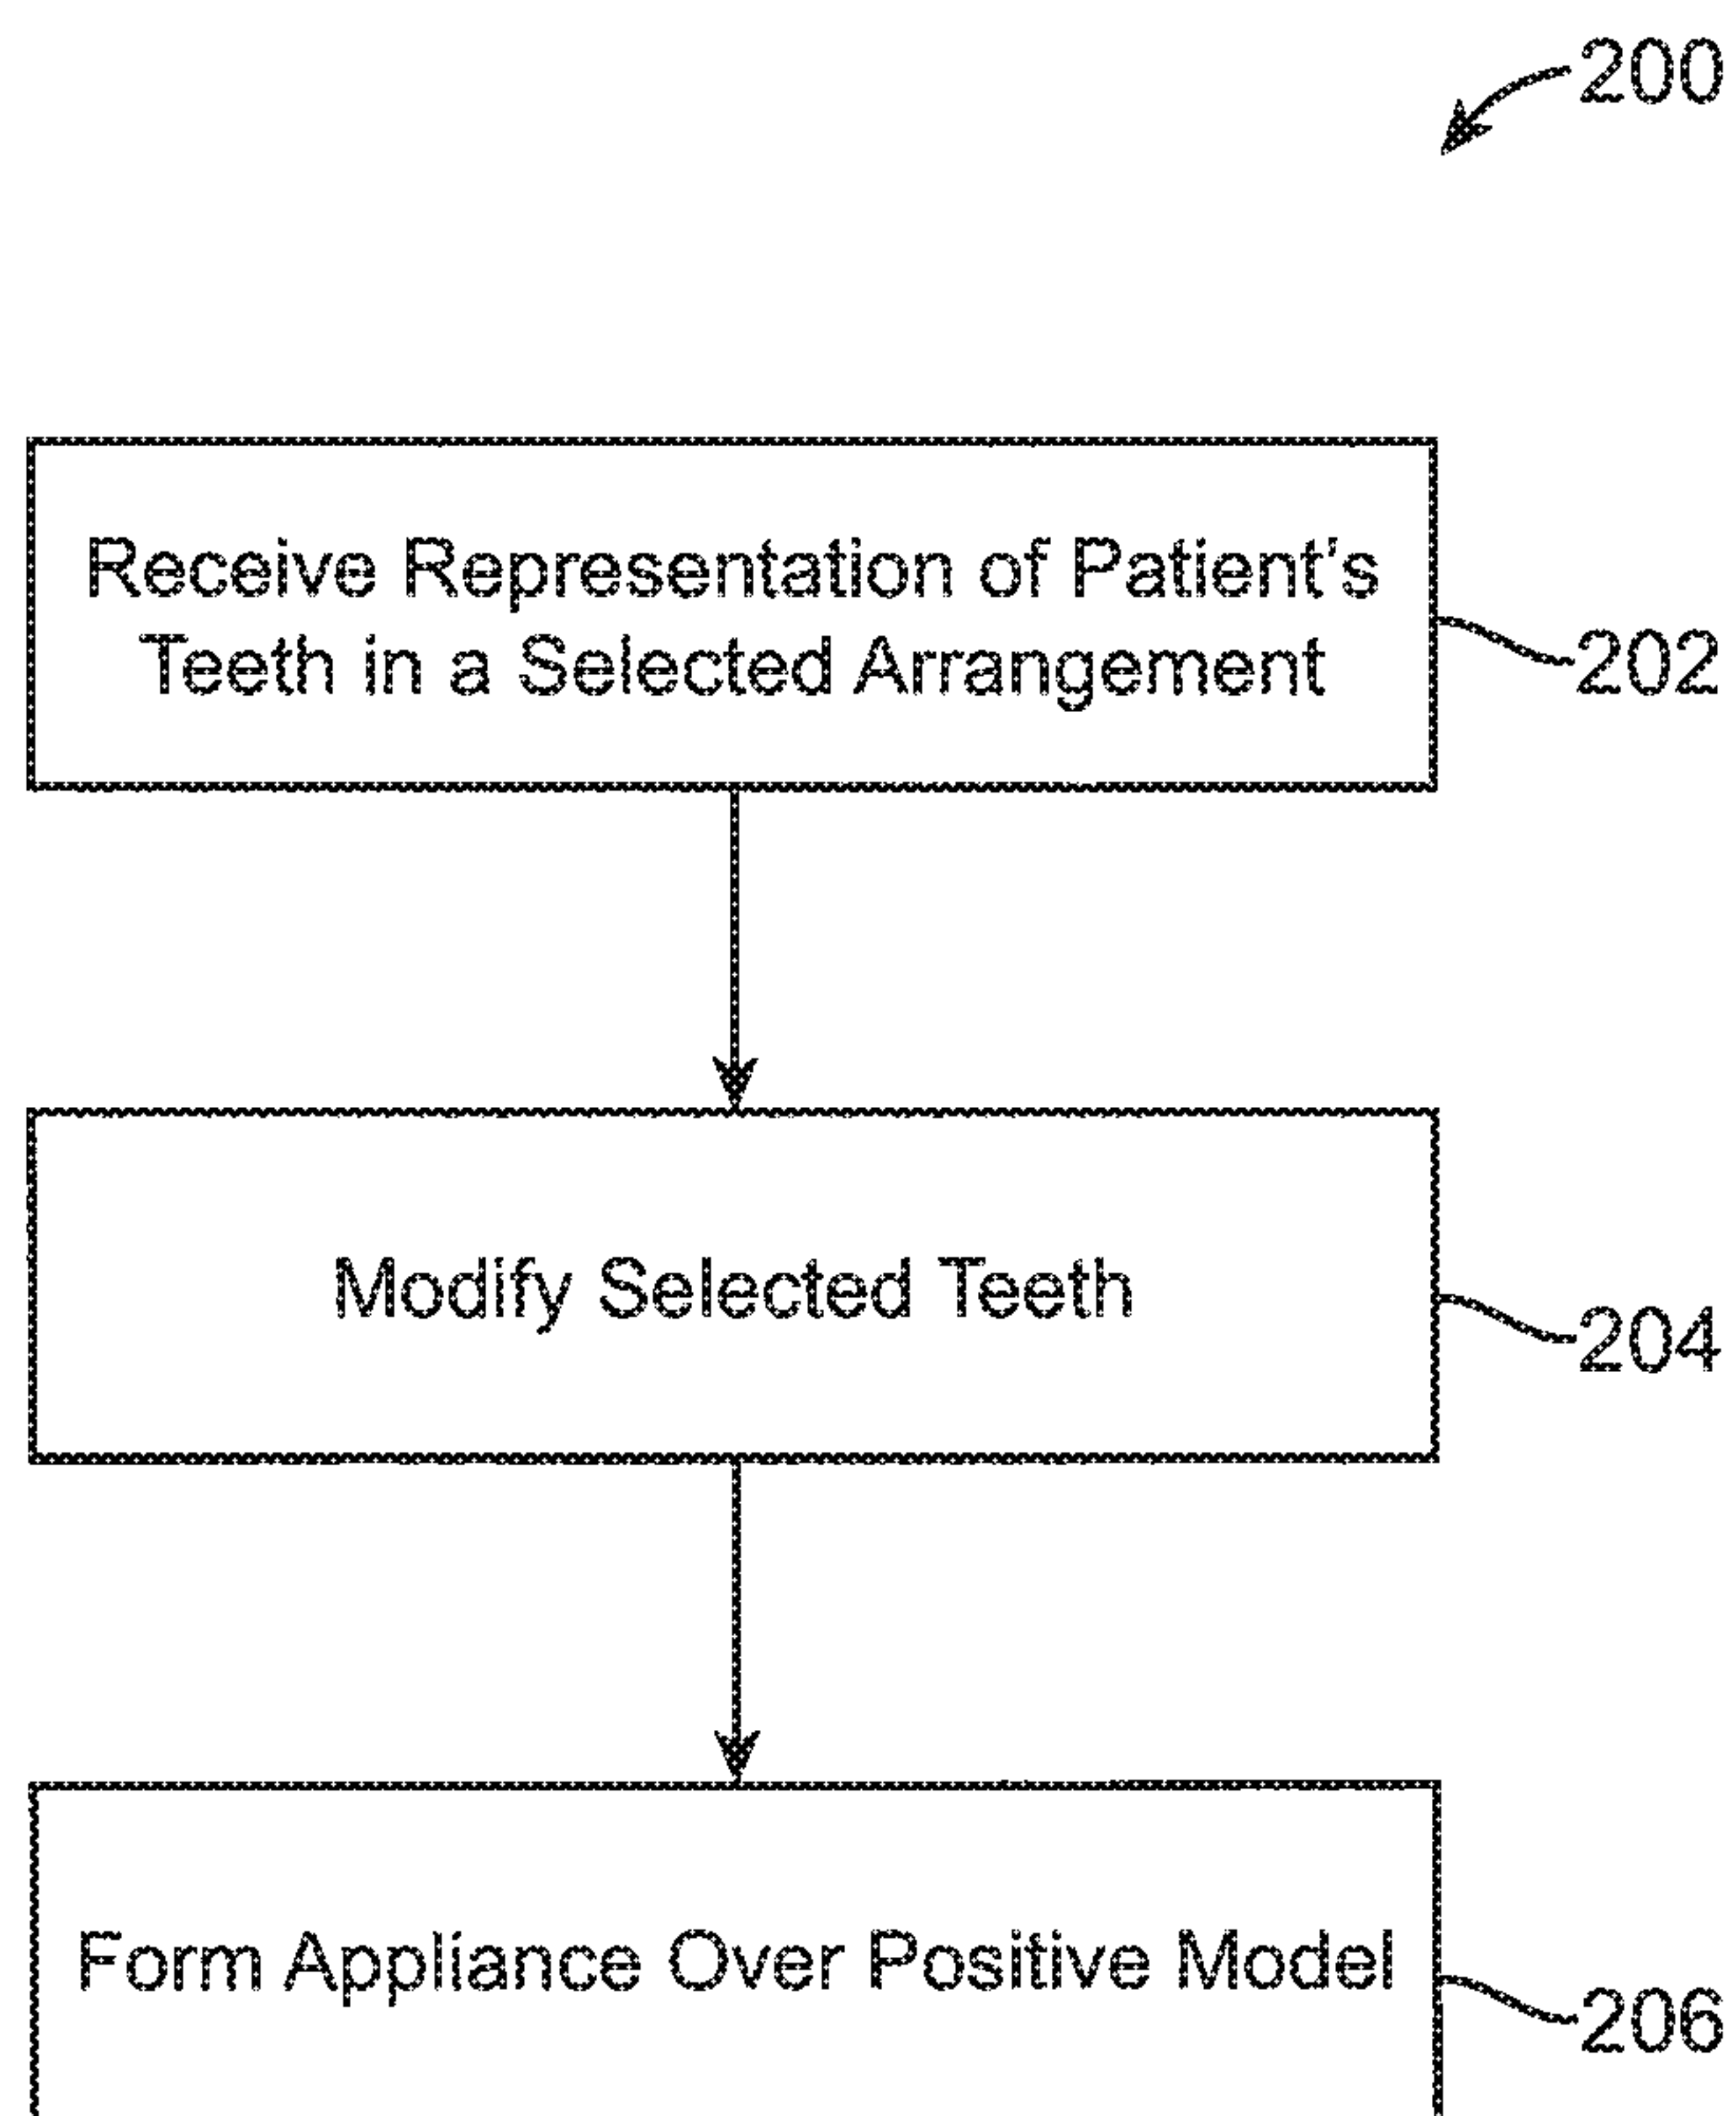 200
Receive Representation of Patient's
Teeth in a Selected Arrangement
202
Modify Selected Teeth
204
Form Appliance Over Positive Model
206